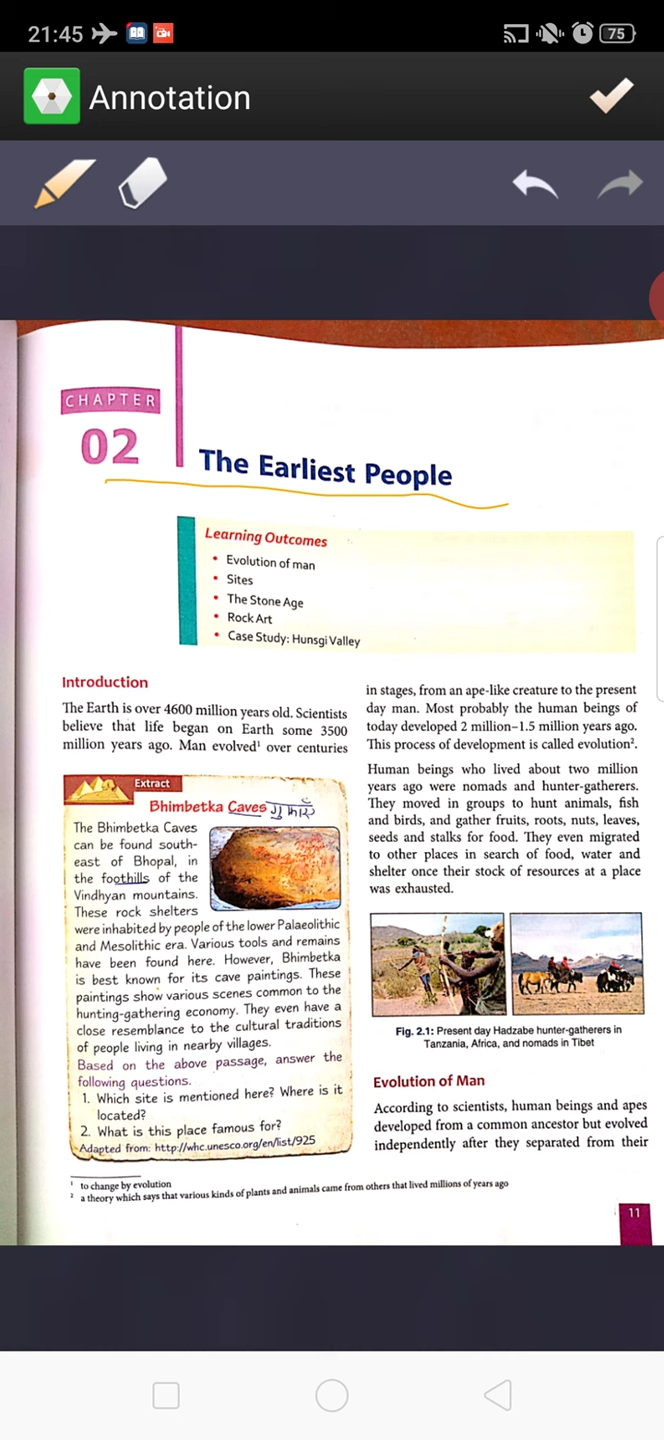 21:45
75
Annotation
CHAPTER
02
The Earliest People
Learning Outcomes
• Evolution of man
• Sites
• The Stone Age
• Rock Art
• Case Study: Hunsgi Valley
Introduction
The Earth is over 4600 million years old. Scientists
believe that life began on Earth some 3500
million years ago. Man evolved¹ over centuries
Extract
Bhimbetka Caves
The Bhimbetka Caves
can be found south-
east of Bhopal, in
the foothills of the
Vindhyan mountains.
These rock shelters
were inhabited by people of the lower Palaeolithic
and Mesolithic era. Various tools and remains
have been found here. However, Bhimbetka
is best known for its cave paintings. These
paintings show various scenes common to the
hunting-gathering economy. They even have a
close resemblance to the cultural traditions
of people living in nearby villages.
Based on the above passage, answer the
following questions.
1. Which site is mentioned here? Where is it
located?
2. What is this place famous for?
Adapted from: http://whc.unesco.org/en/list/925
in stages, from an ape-like creature to the present
day man. Most probably the human beings of
today developed 2 million–1.5 million years ago.
This process of development is called evolution².
Human beings who lived about two million
years ago were nomads and hunter-gatherers.
They moved in groups to hunt animals, fish
and birds, and gather fruits, roots, nuts, leaves,
seeds and stalks for food. They even migrated
to other places in search of food, water and
shelter once their stock of resources at a place
was exhausted.
Fig. 2.1: Present day Hadzabe hunter-gatherers in
Tanzania, Africa, and nomads in Tibet
Evolution of Man
According to scientists, human beings and apes
developed from a common ancestor but evolved
independently after they separated from their
¹ to change by evolution
² a theory which says that various kinds of plants and animals came from others that lived millions of years ago
11